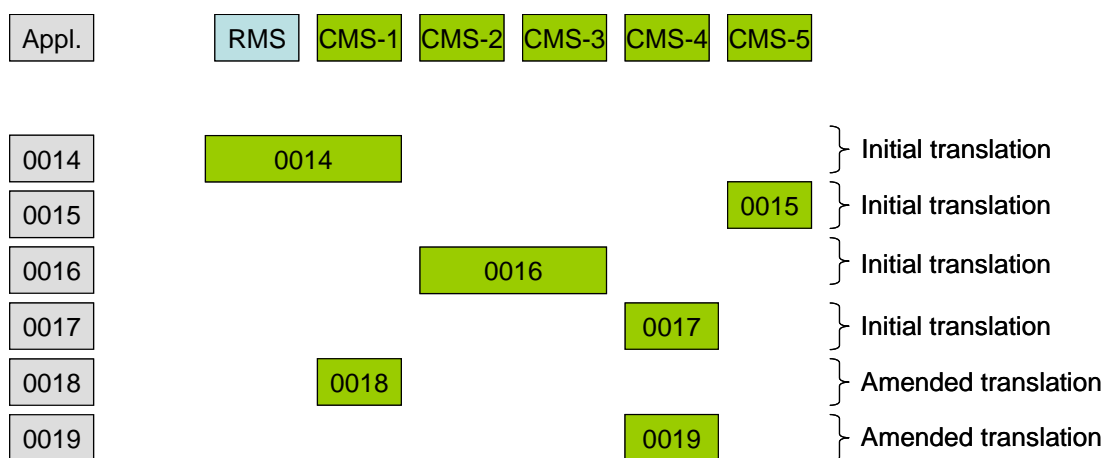 Appl. RMS CMS-1 CMS-2 CMS-3 CMS-4 CMS-5
0014 0014 Initial translation
0015 0015 Initial translation
0016 0016 Initial translation
0017 0017 Initial translation
0018 0018 Amended translation
0019 0019 Amended translation